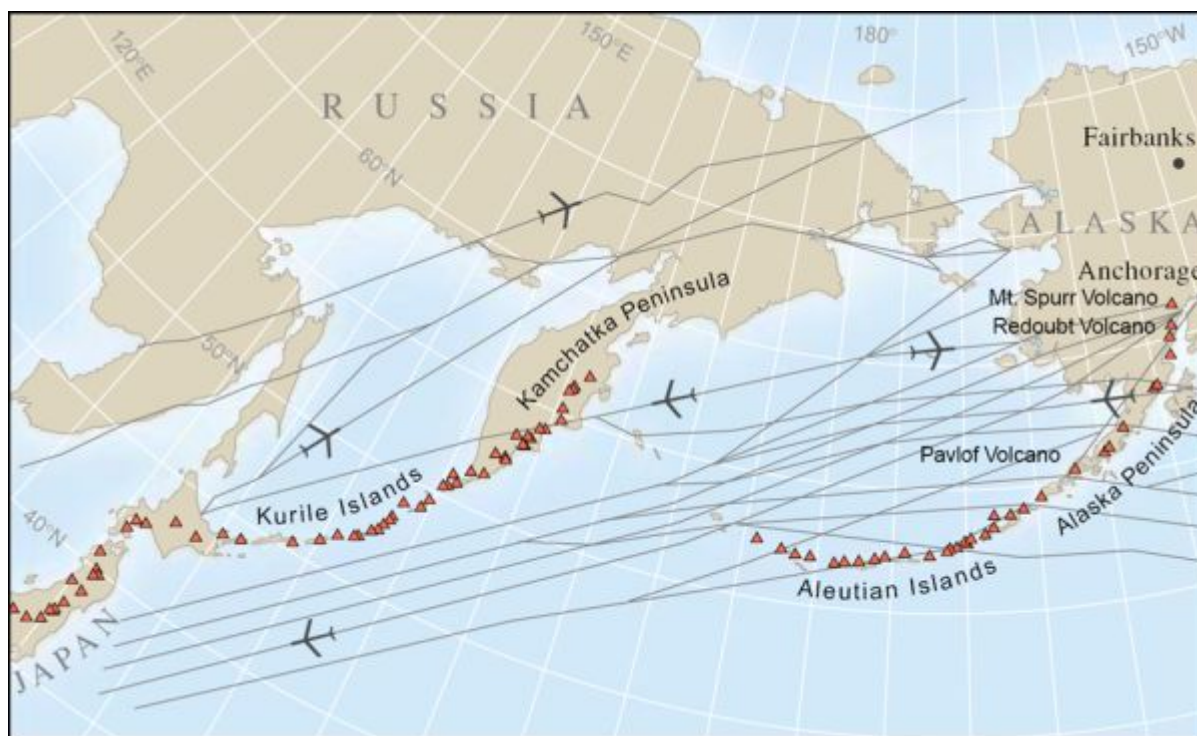 120°E
150°E
180°
150°W
RUSSIA
Fairbanks
60°N
ALASKA
Anchorage
Mt. Spurr Volcano
Redoubt Volcano
Kamchatka Peninsula
50°N
Pavlof Volcano
Alaska Peninsula
Kurile Islands
40°N
Aleutian Islands
JAPAN